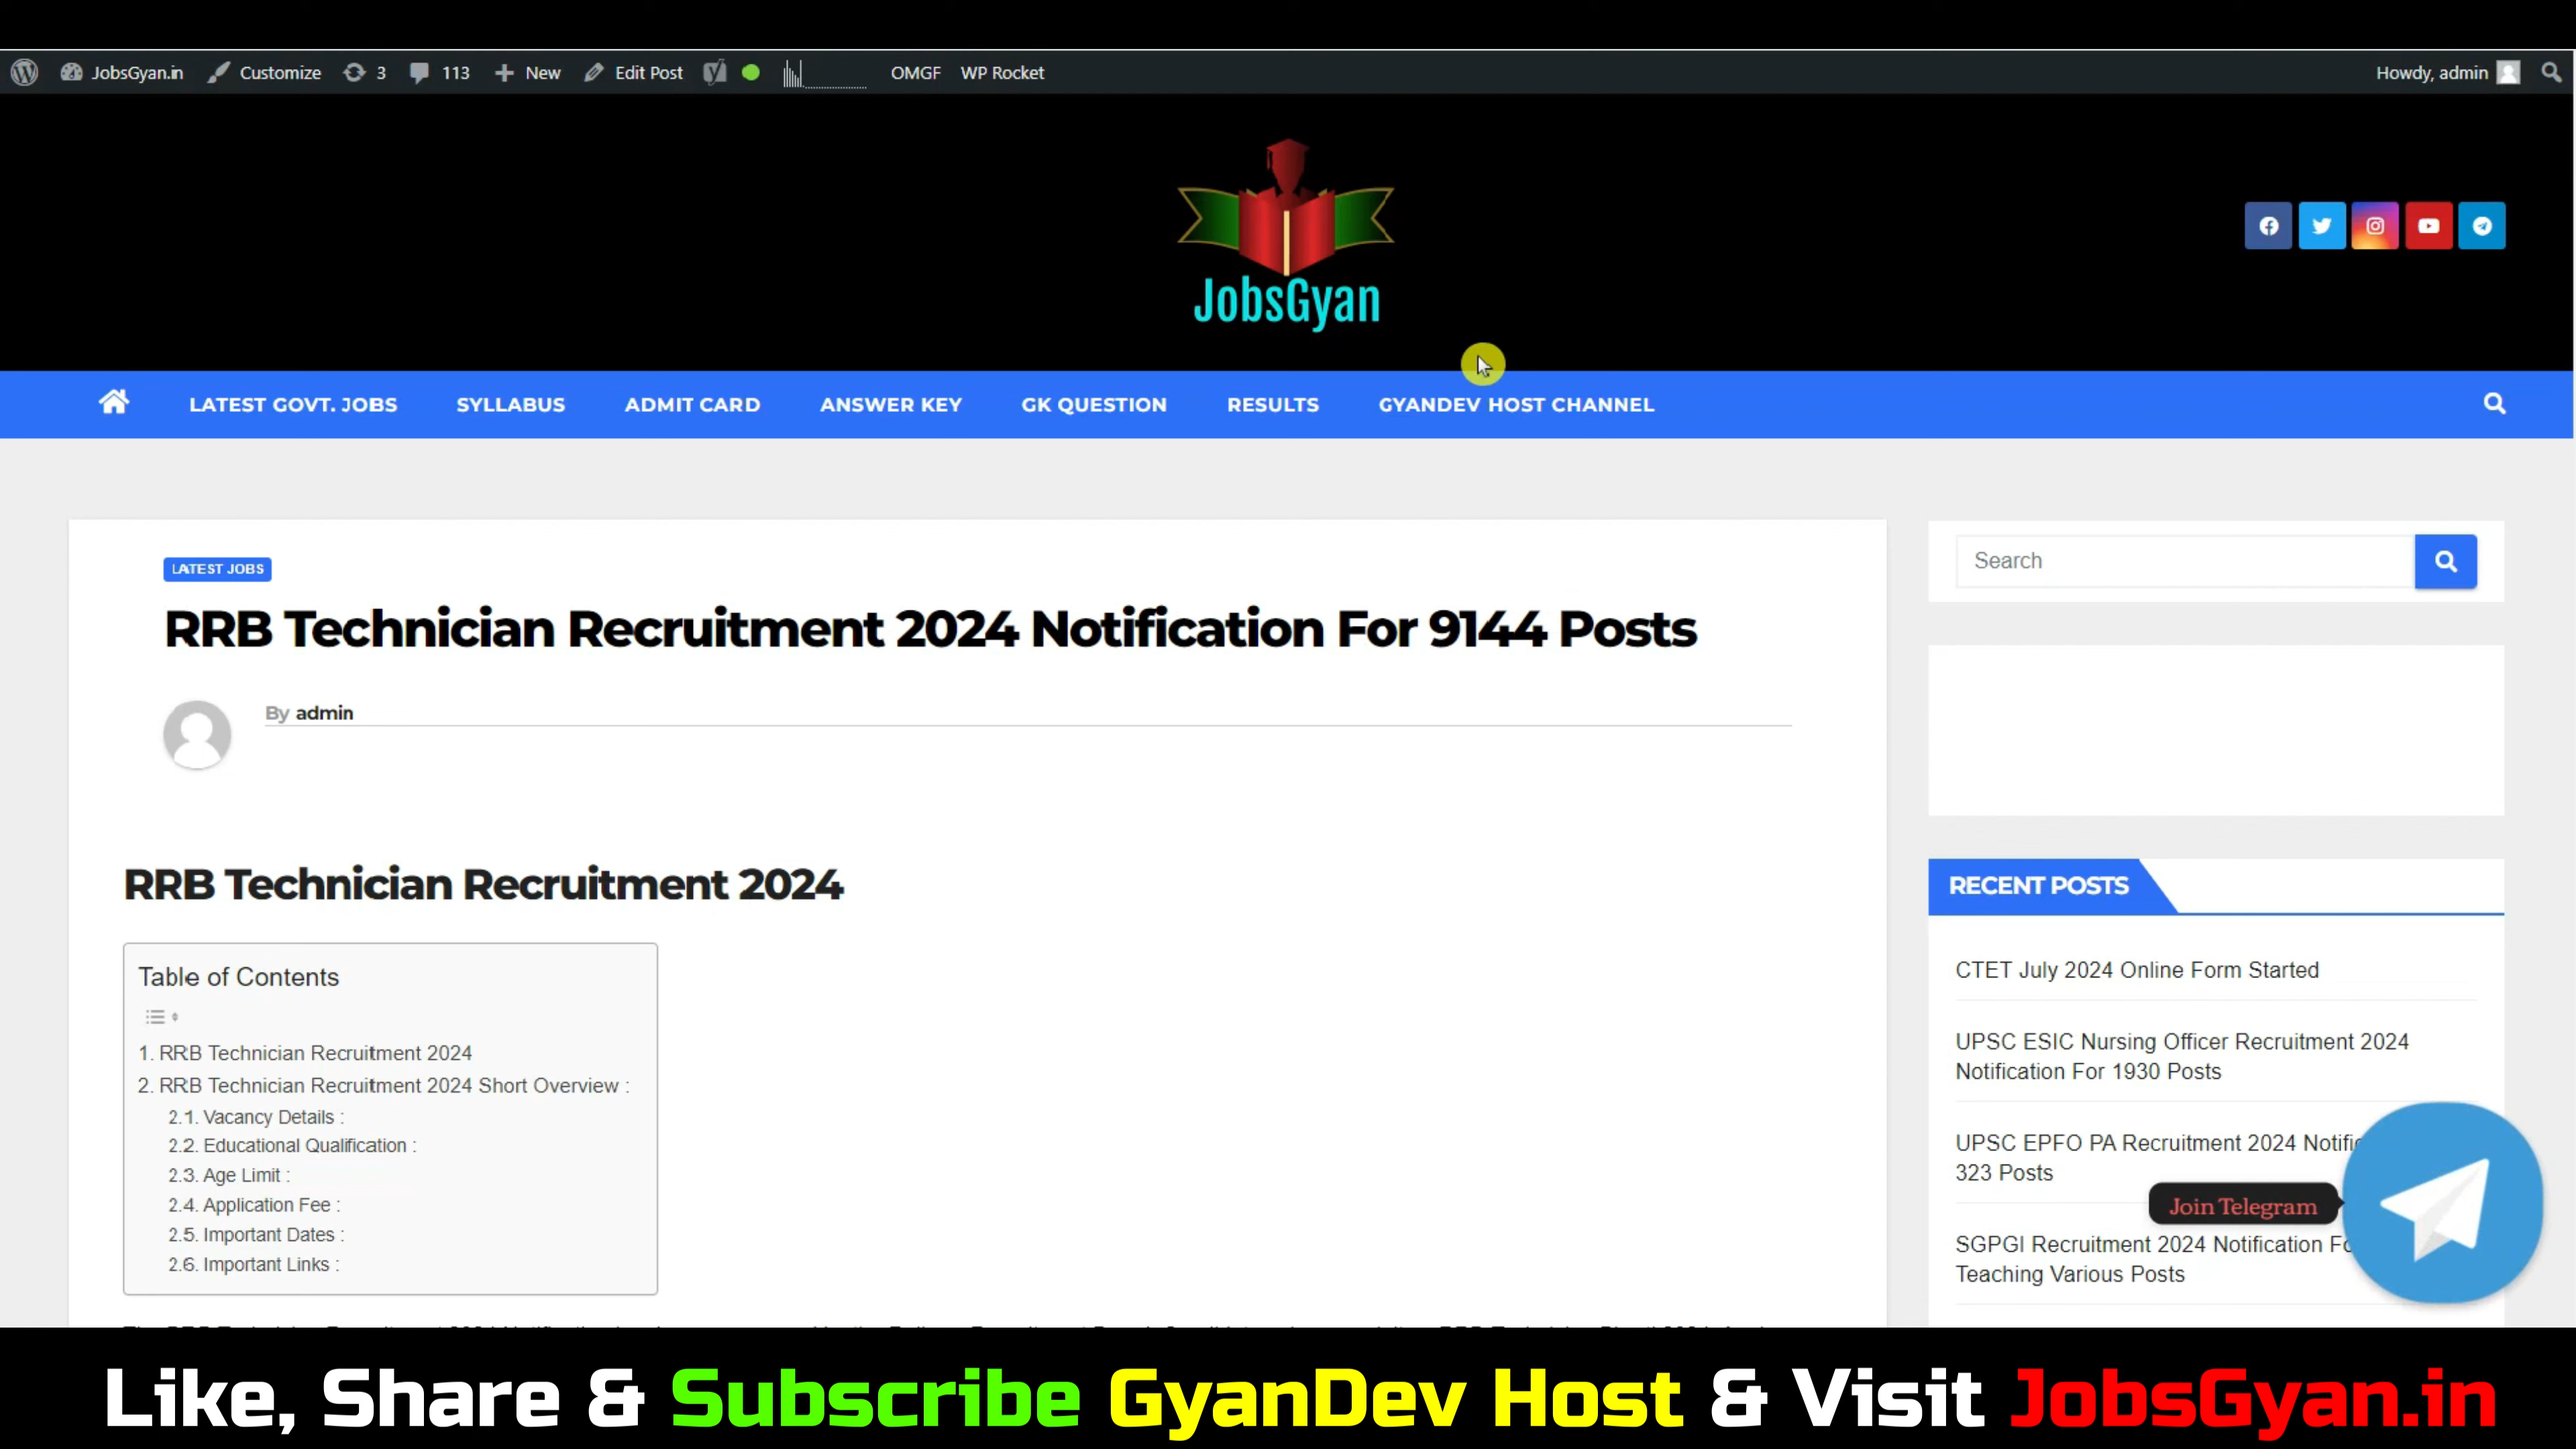 JobsGyan.in Customize 3 113 New Edit Post OMGF WP Rocket Howdy, admin
JobsGyan
LATEST GOVT. JOBS SYLLABUS ADMIT CARD ANSWER KEY GK QUESTION RESULTS GYANDEV HOST CHANNEL
LATEST JOBS
RRB Technician Recruitment 2024 Notification For 9144 Posts
By admin
RRB Technician Recruitment 2024
Table of Contents
1. RRB Technician Recruitment 2024
2. RRB Technician Recruitment 2024 Short Overview :
2.1. Vacancy Details :
2.2. Educational Qualification :
2.3. Age Limit :
2.4. Application Fee :
2.5. Important Dates :
2.6. Important Links :
Search
RECENT POSTS
CTET July 2024 Online Form Started
UPSC ESIC Nursing Officer Recruitment 2024
Notification For 1930 Posts
UPSC EPFO PA Recruitment 2024
323 Posts
Join Telegram
SGPGI Recruitment 2024 Notification
Teaching Various Posts
Like, Share & Subscribe GyanDev Host & Visit JobsGyan.in